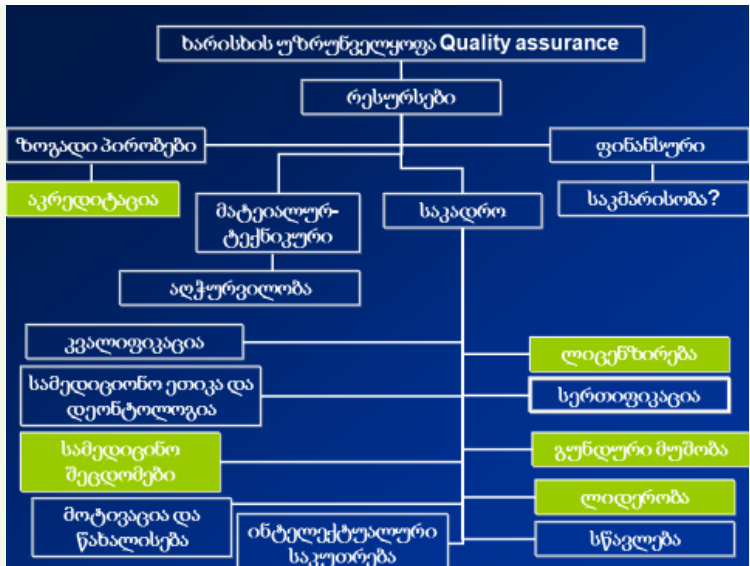 ხარისხის უზრუნველყოფა Quality assurance
რესურსები
ზოგადი პირობები
ფინანსური
აკრედიტაცია
მატეიალურ-
ტექნიკური
საკადრო
საკმარისობა?
აღჭურვილობა
კვალიფიკაცია
ლიცენზირება
სამედიციონო ეთიკა და
დეონტოლოგია
სერთიფიკაცია
სამედიცინო
შეცდომები
გუნდური მუშობა
ლიდერობა
მოტივაცია და
წახალისება
ინტელექტუალური
საკუთრება
სწავლება